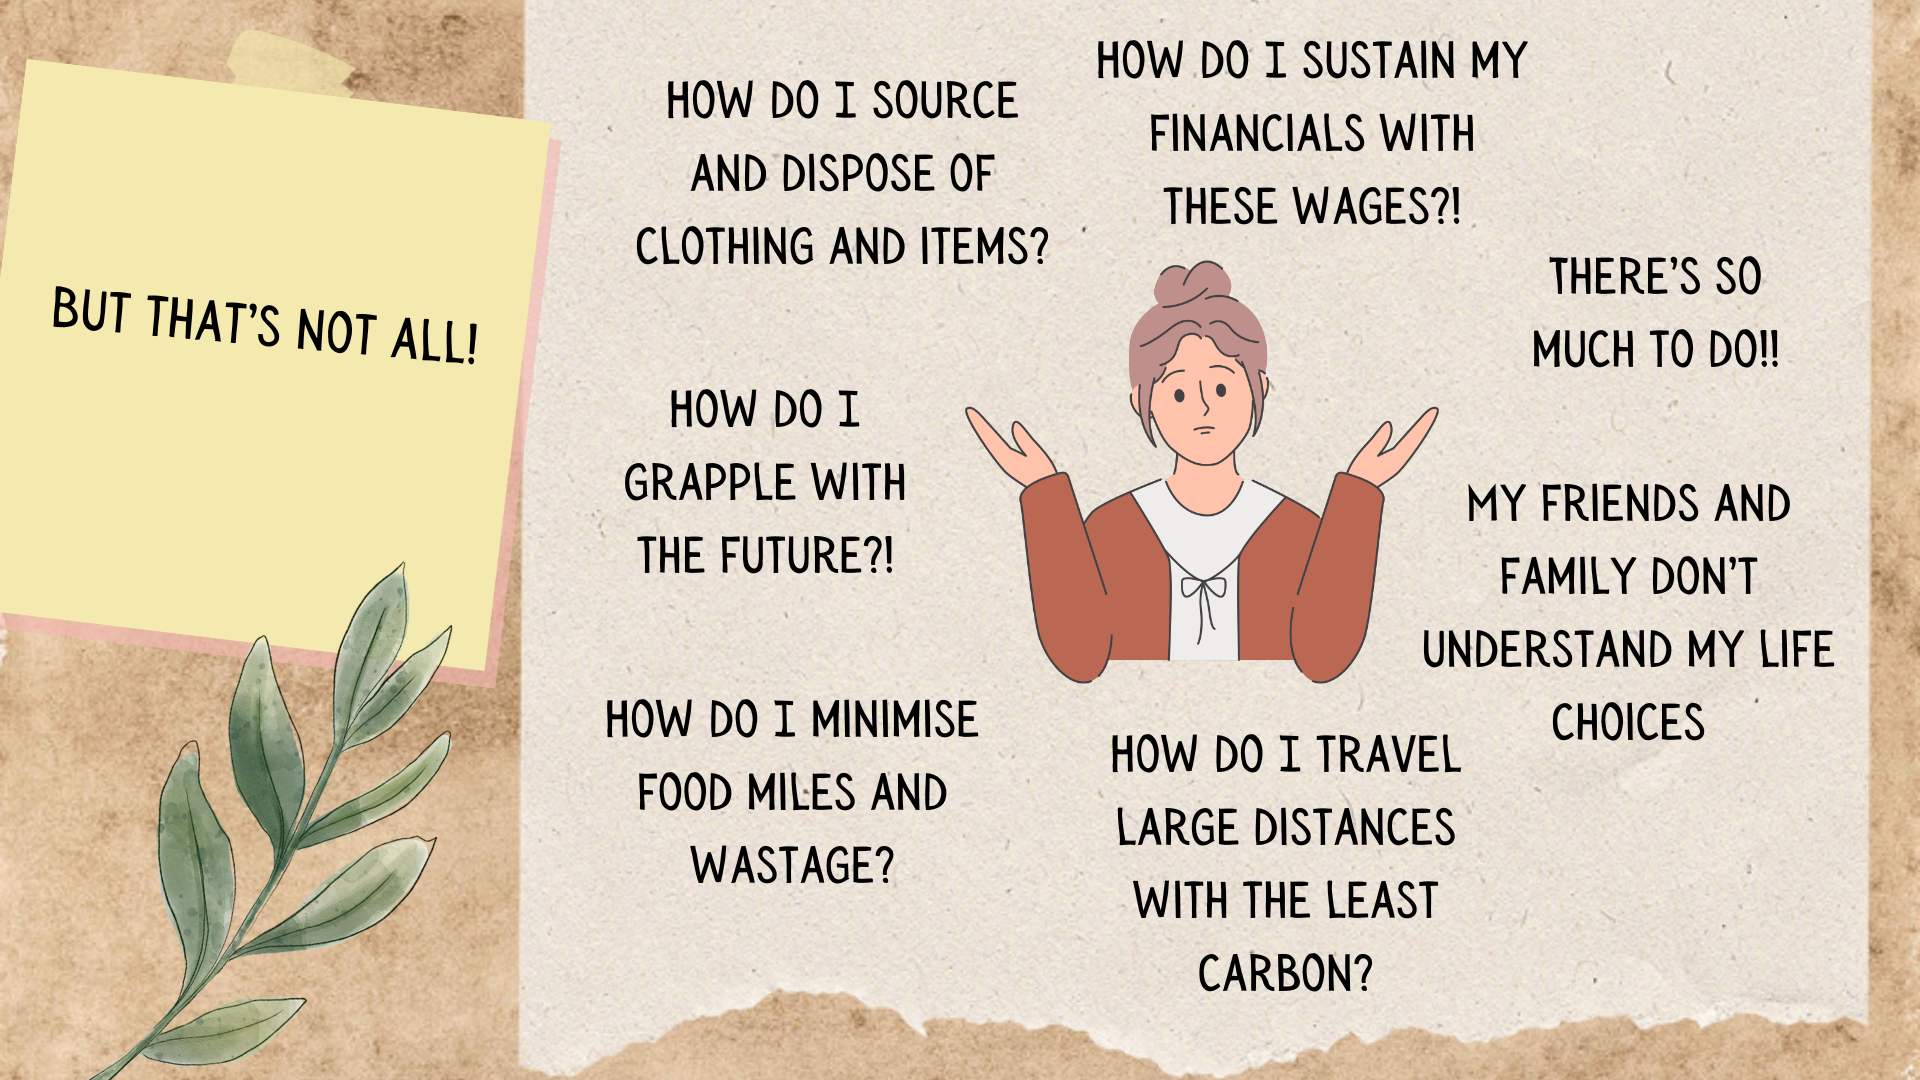 BUT THAT'S NOT ALL!
HOW DO I SOURCE
AND DISPOSE OF
CLOTHING AND ITEMS?
HOW DO I SUSTAIN MY
FINANCIALS WITH
THESE WAGES?!
THERE'S SO
MUCH TO DO!!
HOW DO I
GRAPPLE WITH
THE FUTURE?!
MY FRIENDS AND
FAMILY DON'T
UNDERSTAND MY LIFE
CHOICES
HOW DO I MINIMISE
FOOD MILES AND
WASTAGE?
HOW DO I TRAVEL
LARGE DISTANCES
WITH THE LEAST
CARBON?